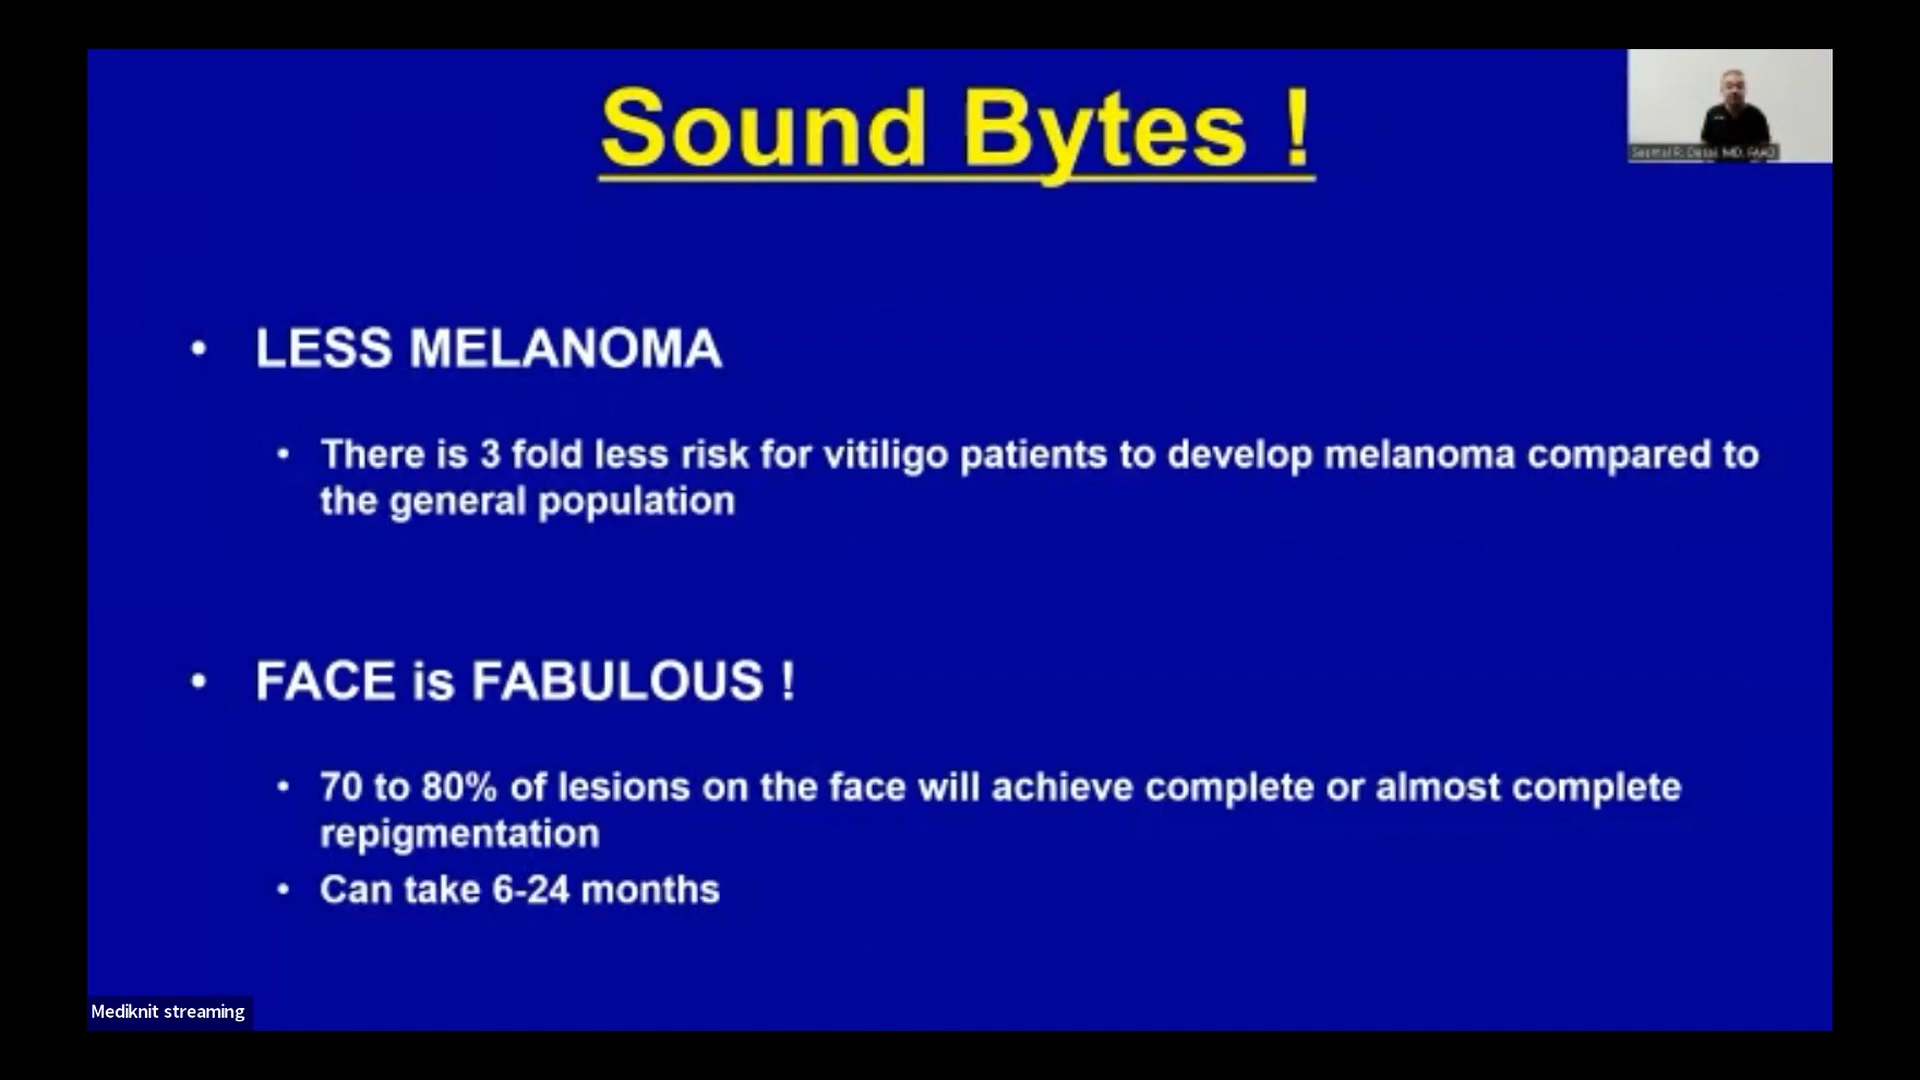 Sound Bytes !
• LESS MELANOMA
• There is 3 fold less risk for vitiligo patients to develop melanoma compared to
the general population
• FACE is FABULOUS !
• 70 to 80% of lesions on the face will achieve complete or almost complete
repigmentation
• Can take 6-24 months
Mediknit streaming